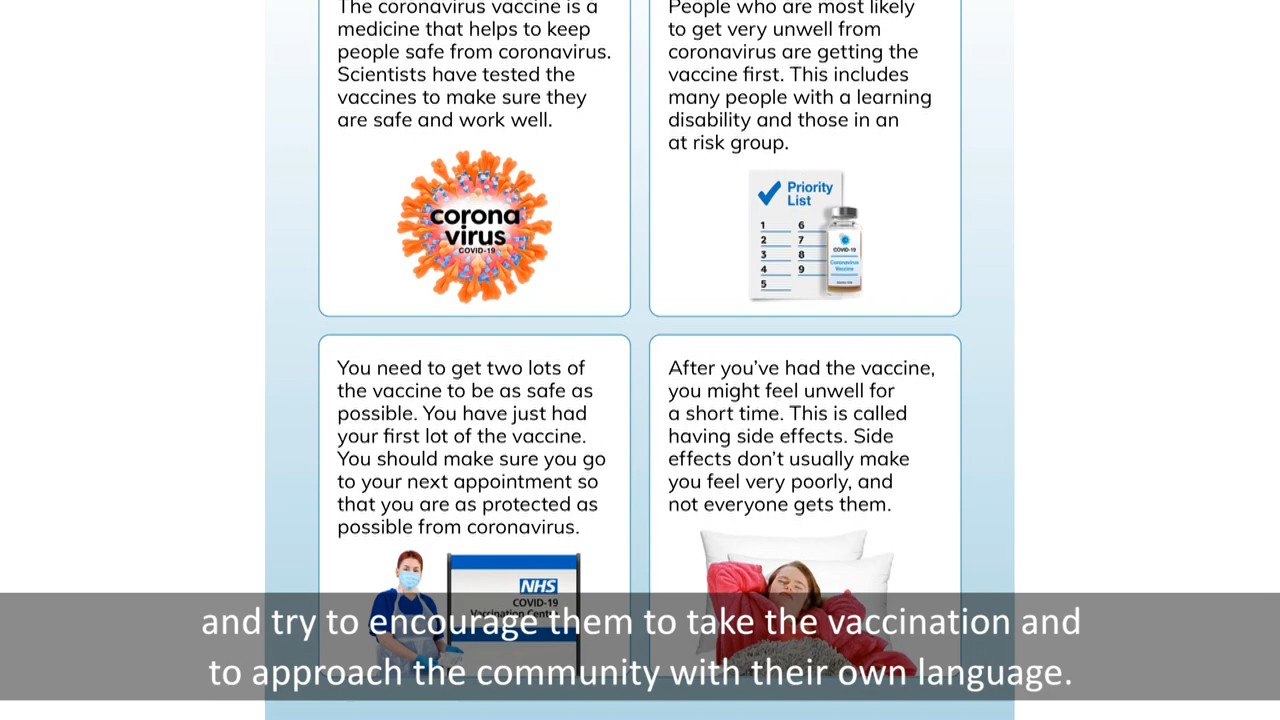 The coronavirus vaccine is a
medicine that helps to keep
people safe from coronavirus.
Scientists have tested the
vaccines to make sure they
are safe and work well.
corona
virus
COVID-19
People who are most likely
to get very unwell from
coronavirus are getting the
vaccine first. This includes
many people with a learning
disability and those in an
at risk group.
Priority
List
1 6
2 7
3 8
4 9
5
COVID-19
Coronavirus
Vaccine
You need to get two lots of
the vaccine to be as safe as
possible. You have just had
your first lot of the vaccine.
You should make sure you go
to your next appointment so
that you are as protected as
possible from coronavirus.
NHS
COVID-19
Vaccination Centre
After you’ve had the vaccine,
you might feel unwell for
a short time. This is called
having side effects. Side
effects don’t usually make
you feel very poorly, and
not everyone gets them.
and try to encourage them to take the vaccination and
to approach the community with their own language.